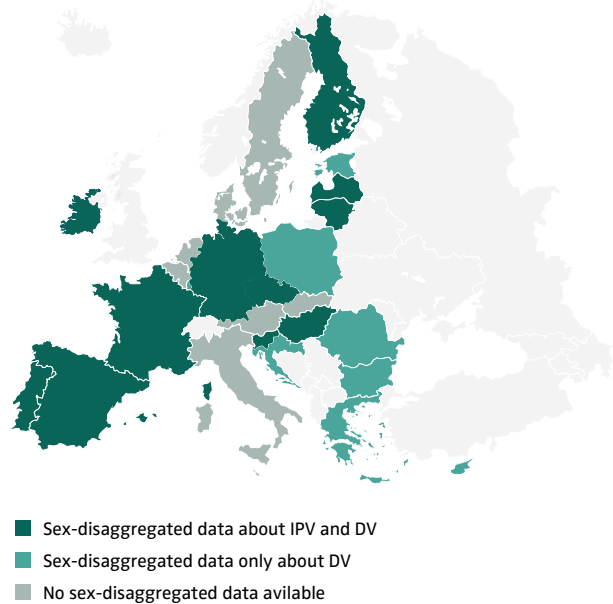 Sex-disaggregated data about IPV and DV
Sex-disaggregated data only about DV
No sex-disaggregated data avilable